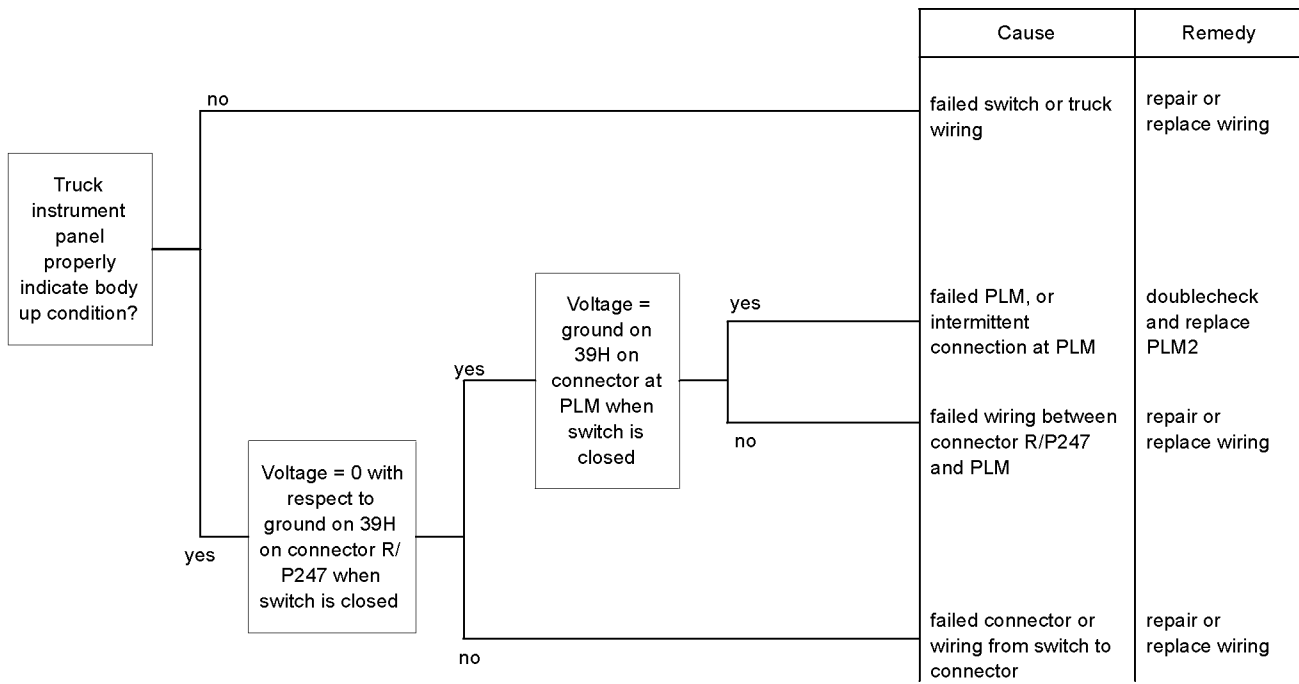 Cause
Remedy
no
failed switch or truck
wiring
repair or
replace wiring
Truck
instrument
panel
properly
indicate body
up condition?
Voltage =
ground on
39H on
connector at
PLM when
switch is
closed
yes
failed PLM, or
intermittent
connection at PLM
doublecheck
and replace
PLM2
yes
no
failed wiring between
connector R/P247
and PLM
repair or
replace wiring
Voltage = 0 with
respect to
ground on 39H
on connector R/
P247 when
switch is closed
yes
no
failed connector or
wiring from switch to
connector
repair or
replace wiring